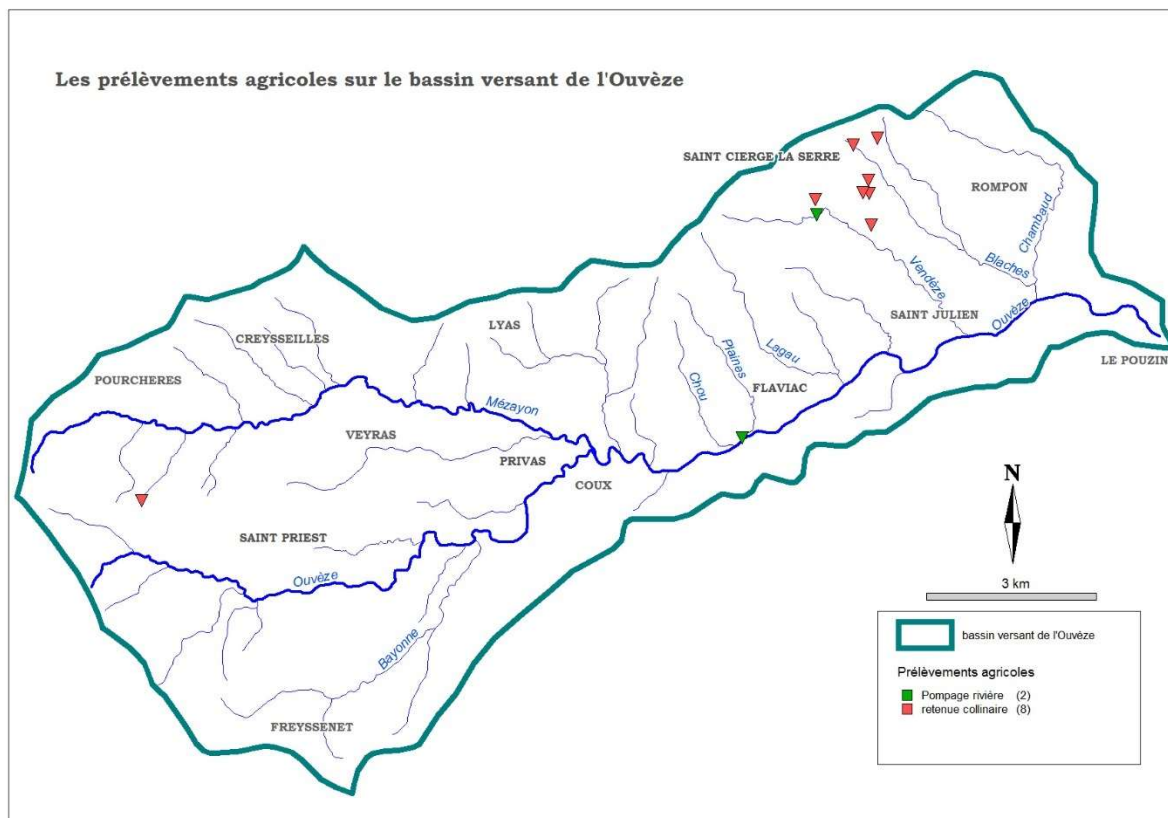 Les prélèvements agricoles sur le bassin versant de l'Ouvèze
SAINT CIERGE LA SERRE
ROMPON
Chambaud
Blaches
Vendèze
SAINT JULIEN
Ouvèze
LE POUZIN
LYAS
CREYSSEILLES
POURCHERES
Plaines
Lagau
Chou
FLAVIAC
Mézayon
VEYRAS
PRIVAS
COUX
SAINT PRIEST
Ouvèze
Bayonne
FREYSSENET
N
3 km
bassin versant de l'Ouvèze
Prélèvements agricoles
Pompage rivière (2)
retenue collinaire (8)